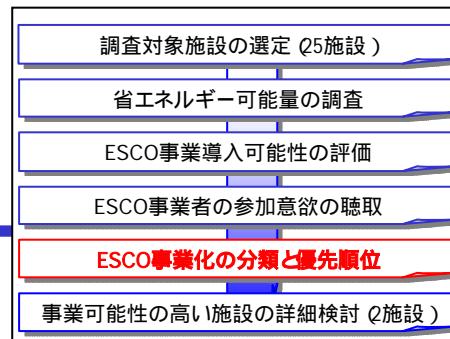 調査対象施設の選定（25施設）
省エネルギー可能量の調査
ESCO事業導入可能性の評価
ESCO事業者の参加意欲の聴取
ESCO事業化の分類と優先順位
事業可能性の高い施設の詳細検討（2施設）